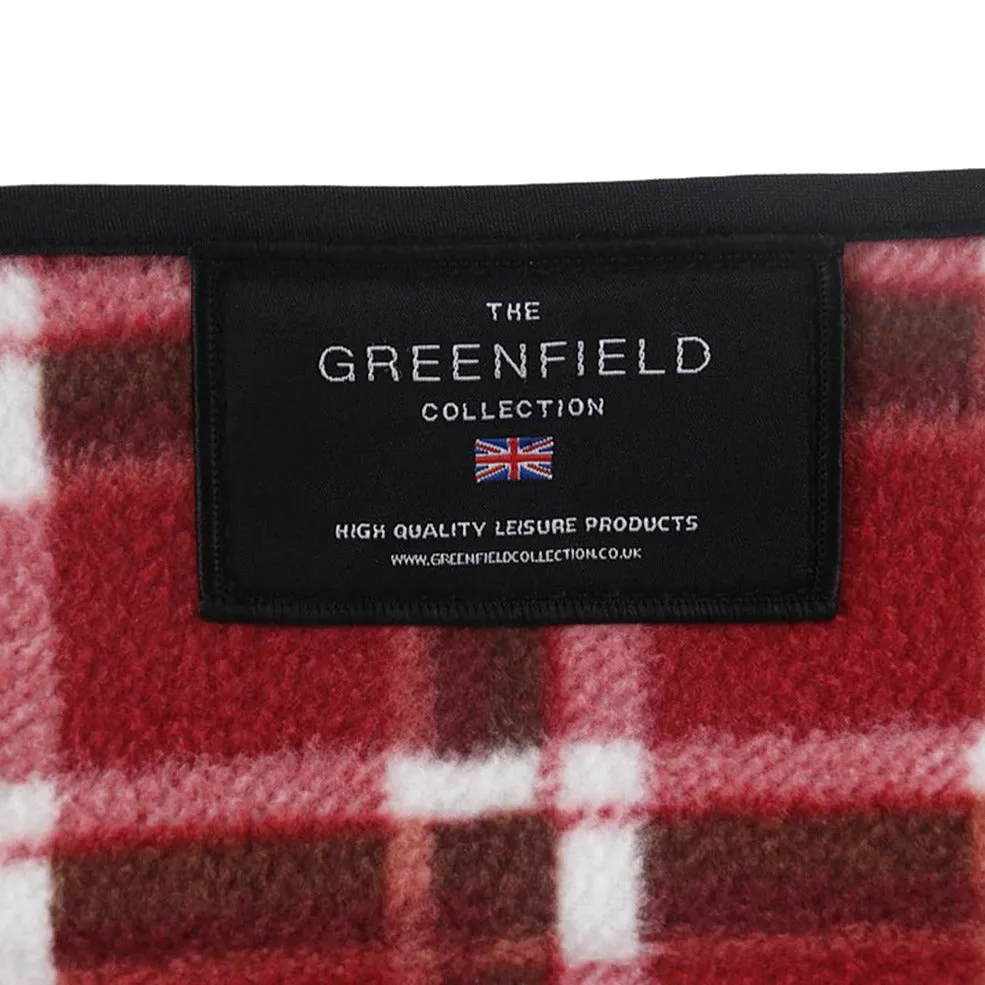 THE
GREENFIELD
COLLECTION
HIGH QUALITY LEISURE PRODUCTS
WWW.GREENFIELDCOLLECTION.CO.UK